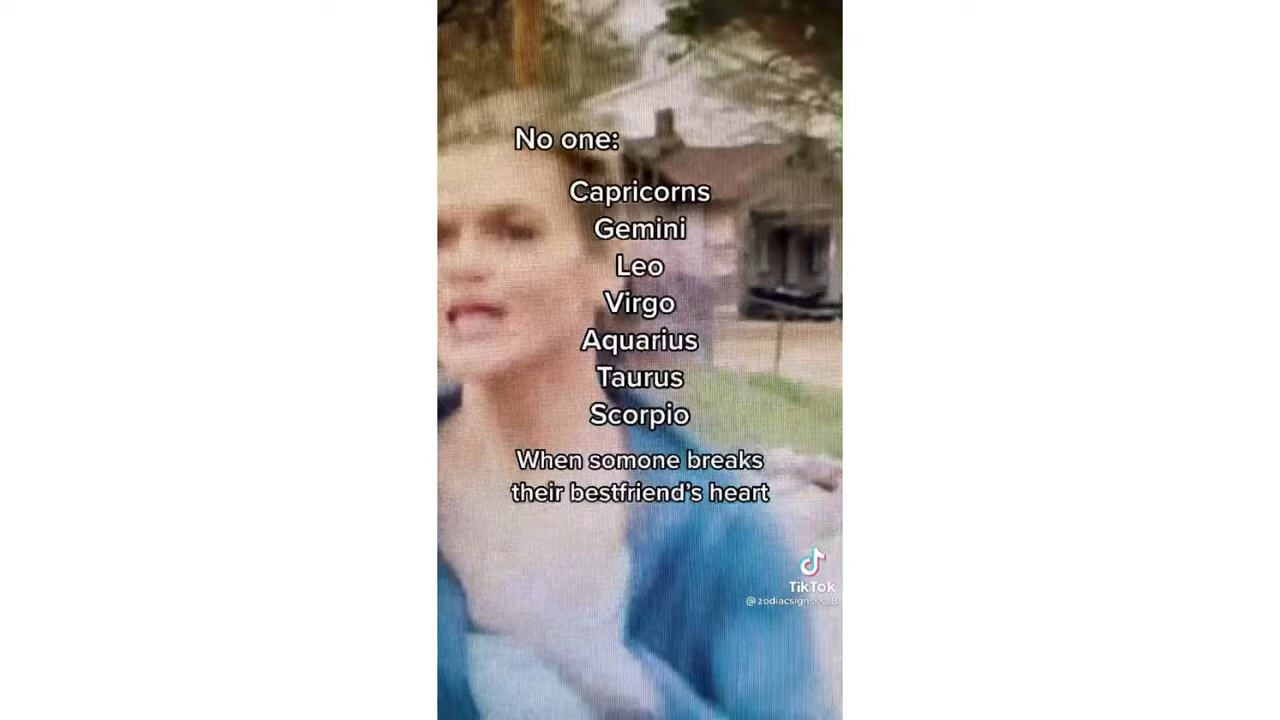 No one:
Capricorns
Gemini
Leo
Virgo
Aquarius
Taurus
Scorpio
When somone breaks
their bestfriend's heart
TikTok